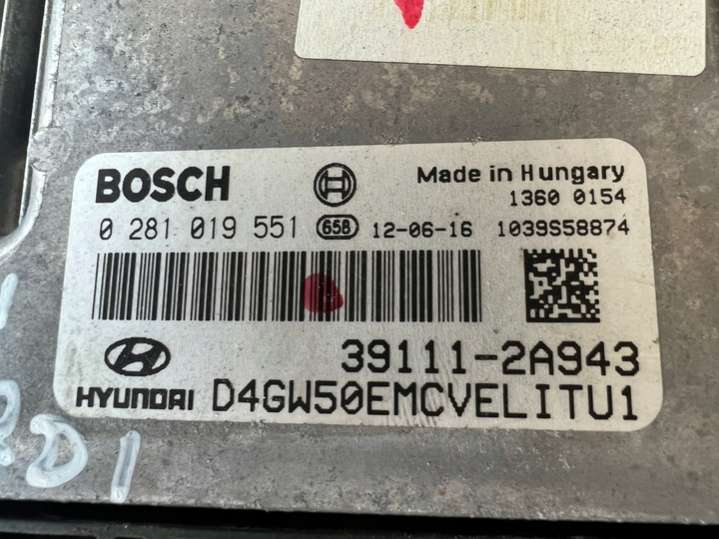 BOSCH Made in Hungary
1360 0154
0 281 019 551 658 12-06-16 1039S58874
39111-2A943
HYUNDAI D4GW50EMCVELITU1